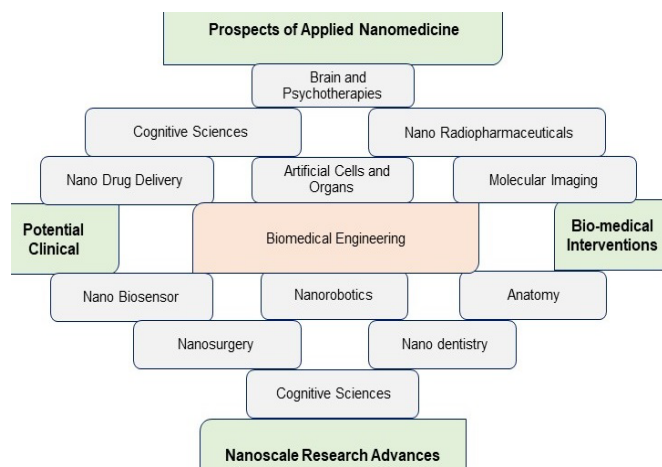 Prospects of Applied Nanomedicine
Brain and
Psychotherapies
Cognitive Sciences
Nano Radiopharmaceuticals
Nano Drug Delivery
Artificial Cells and
Organs
Molecular Imaging
Potential
Clinical
Biomedical Engineering
Bio-medical
Interventions
Nano Biosensor
Nanorobotics
Anatomy
Nanosurgery
Nano dentistry
Cognitive Sciences
Nanoscale Research Advances